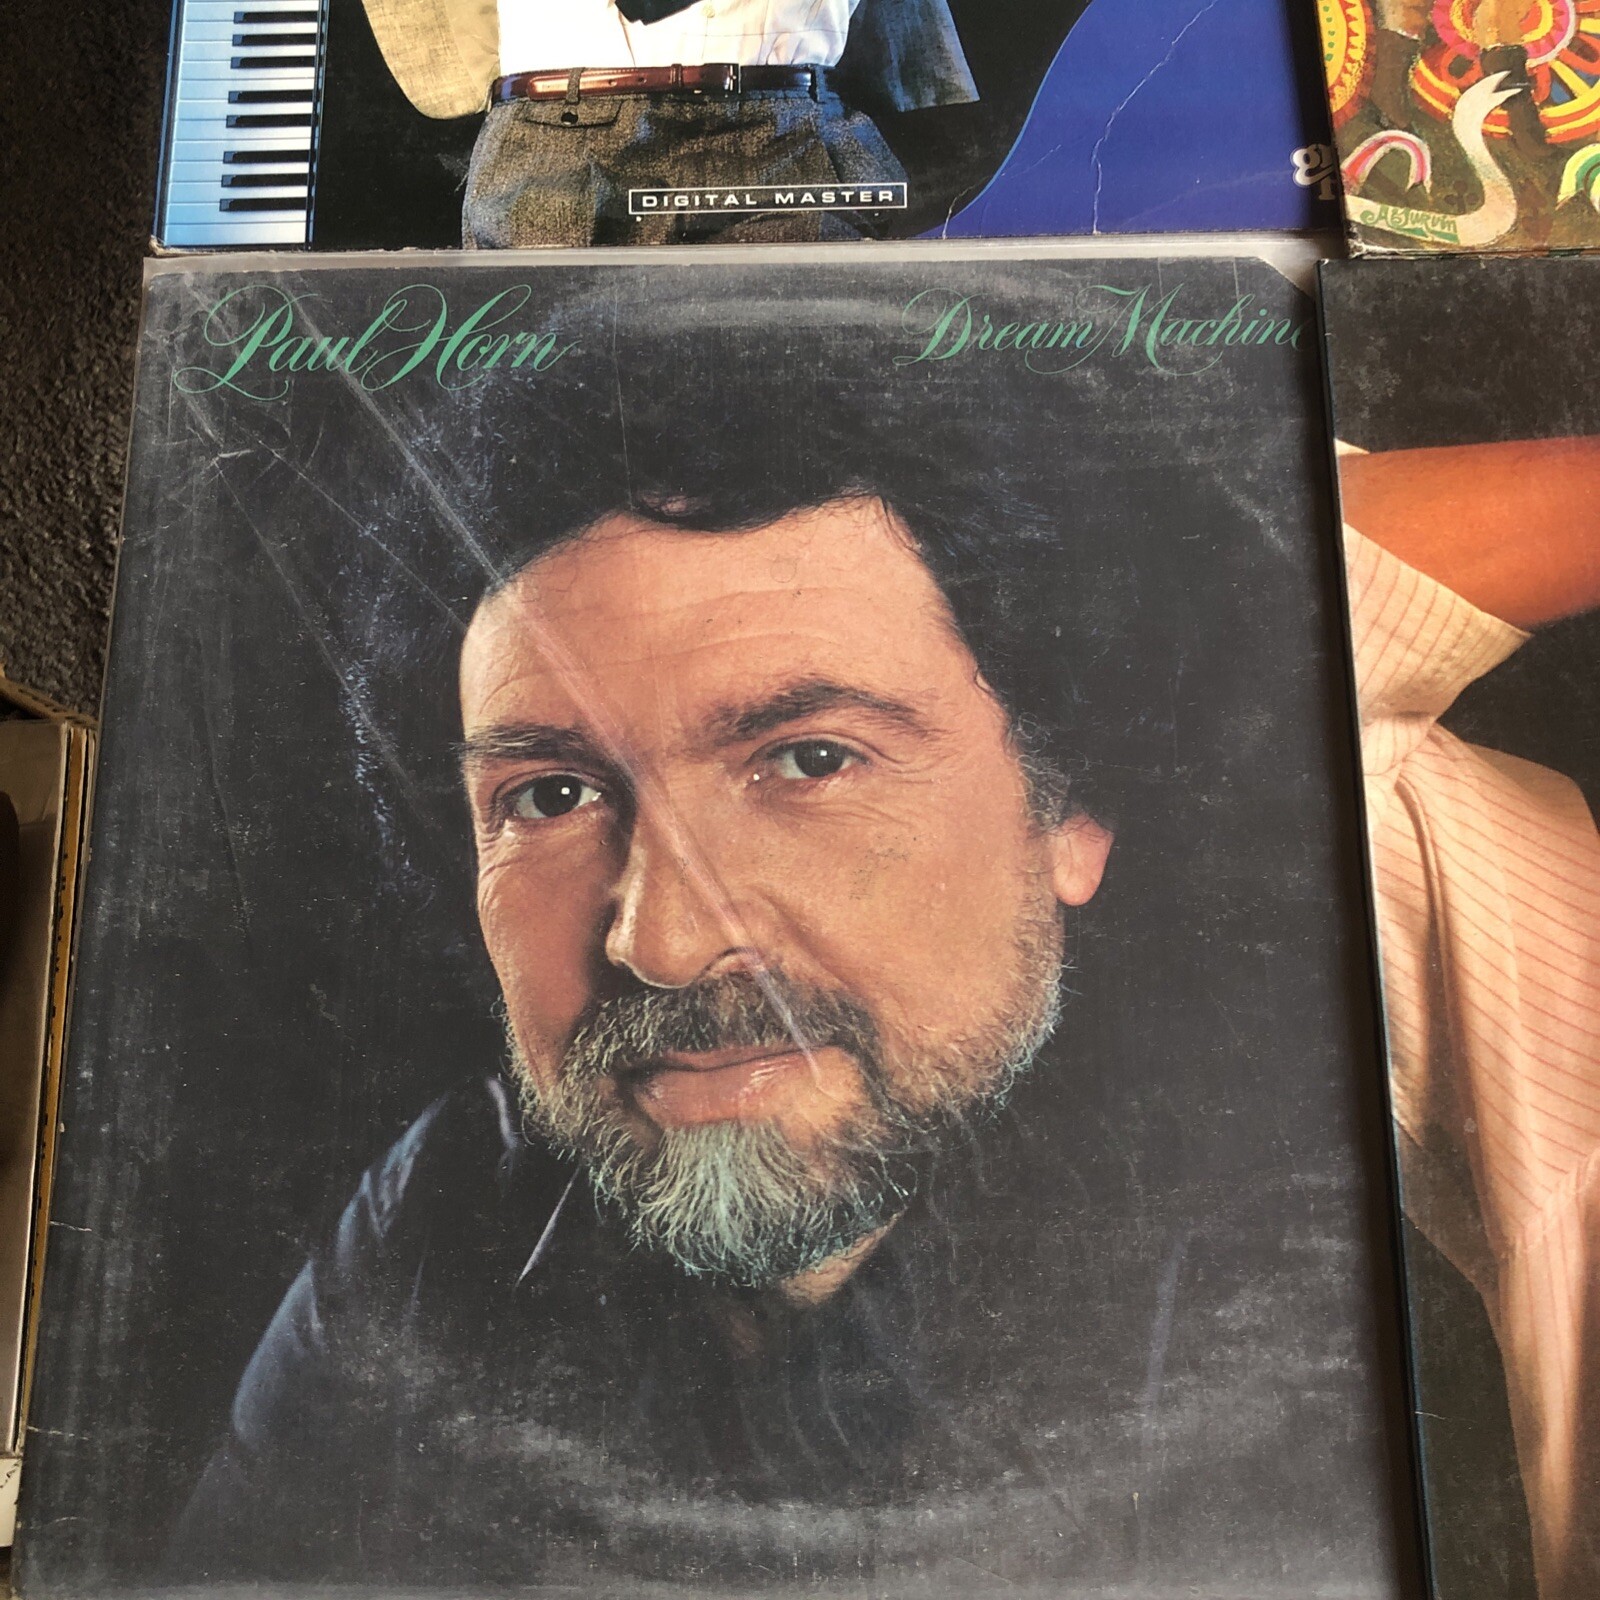 DIGITAL MASTER
Paul Horn
Dream Machine